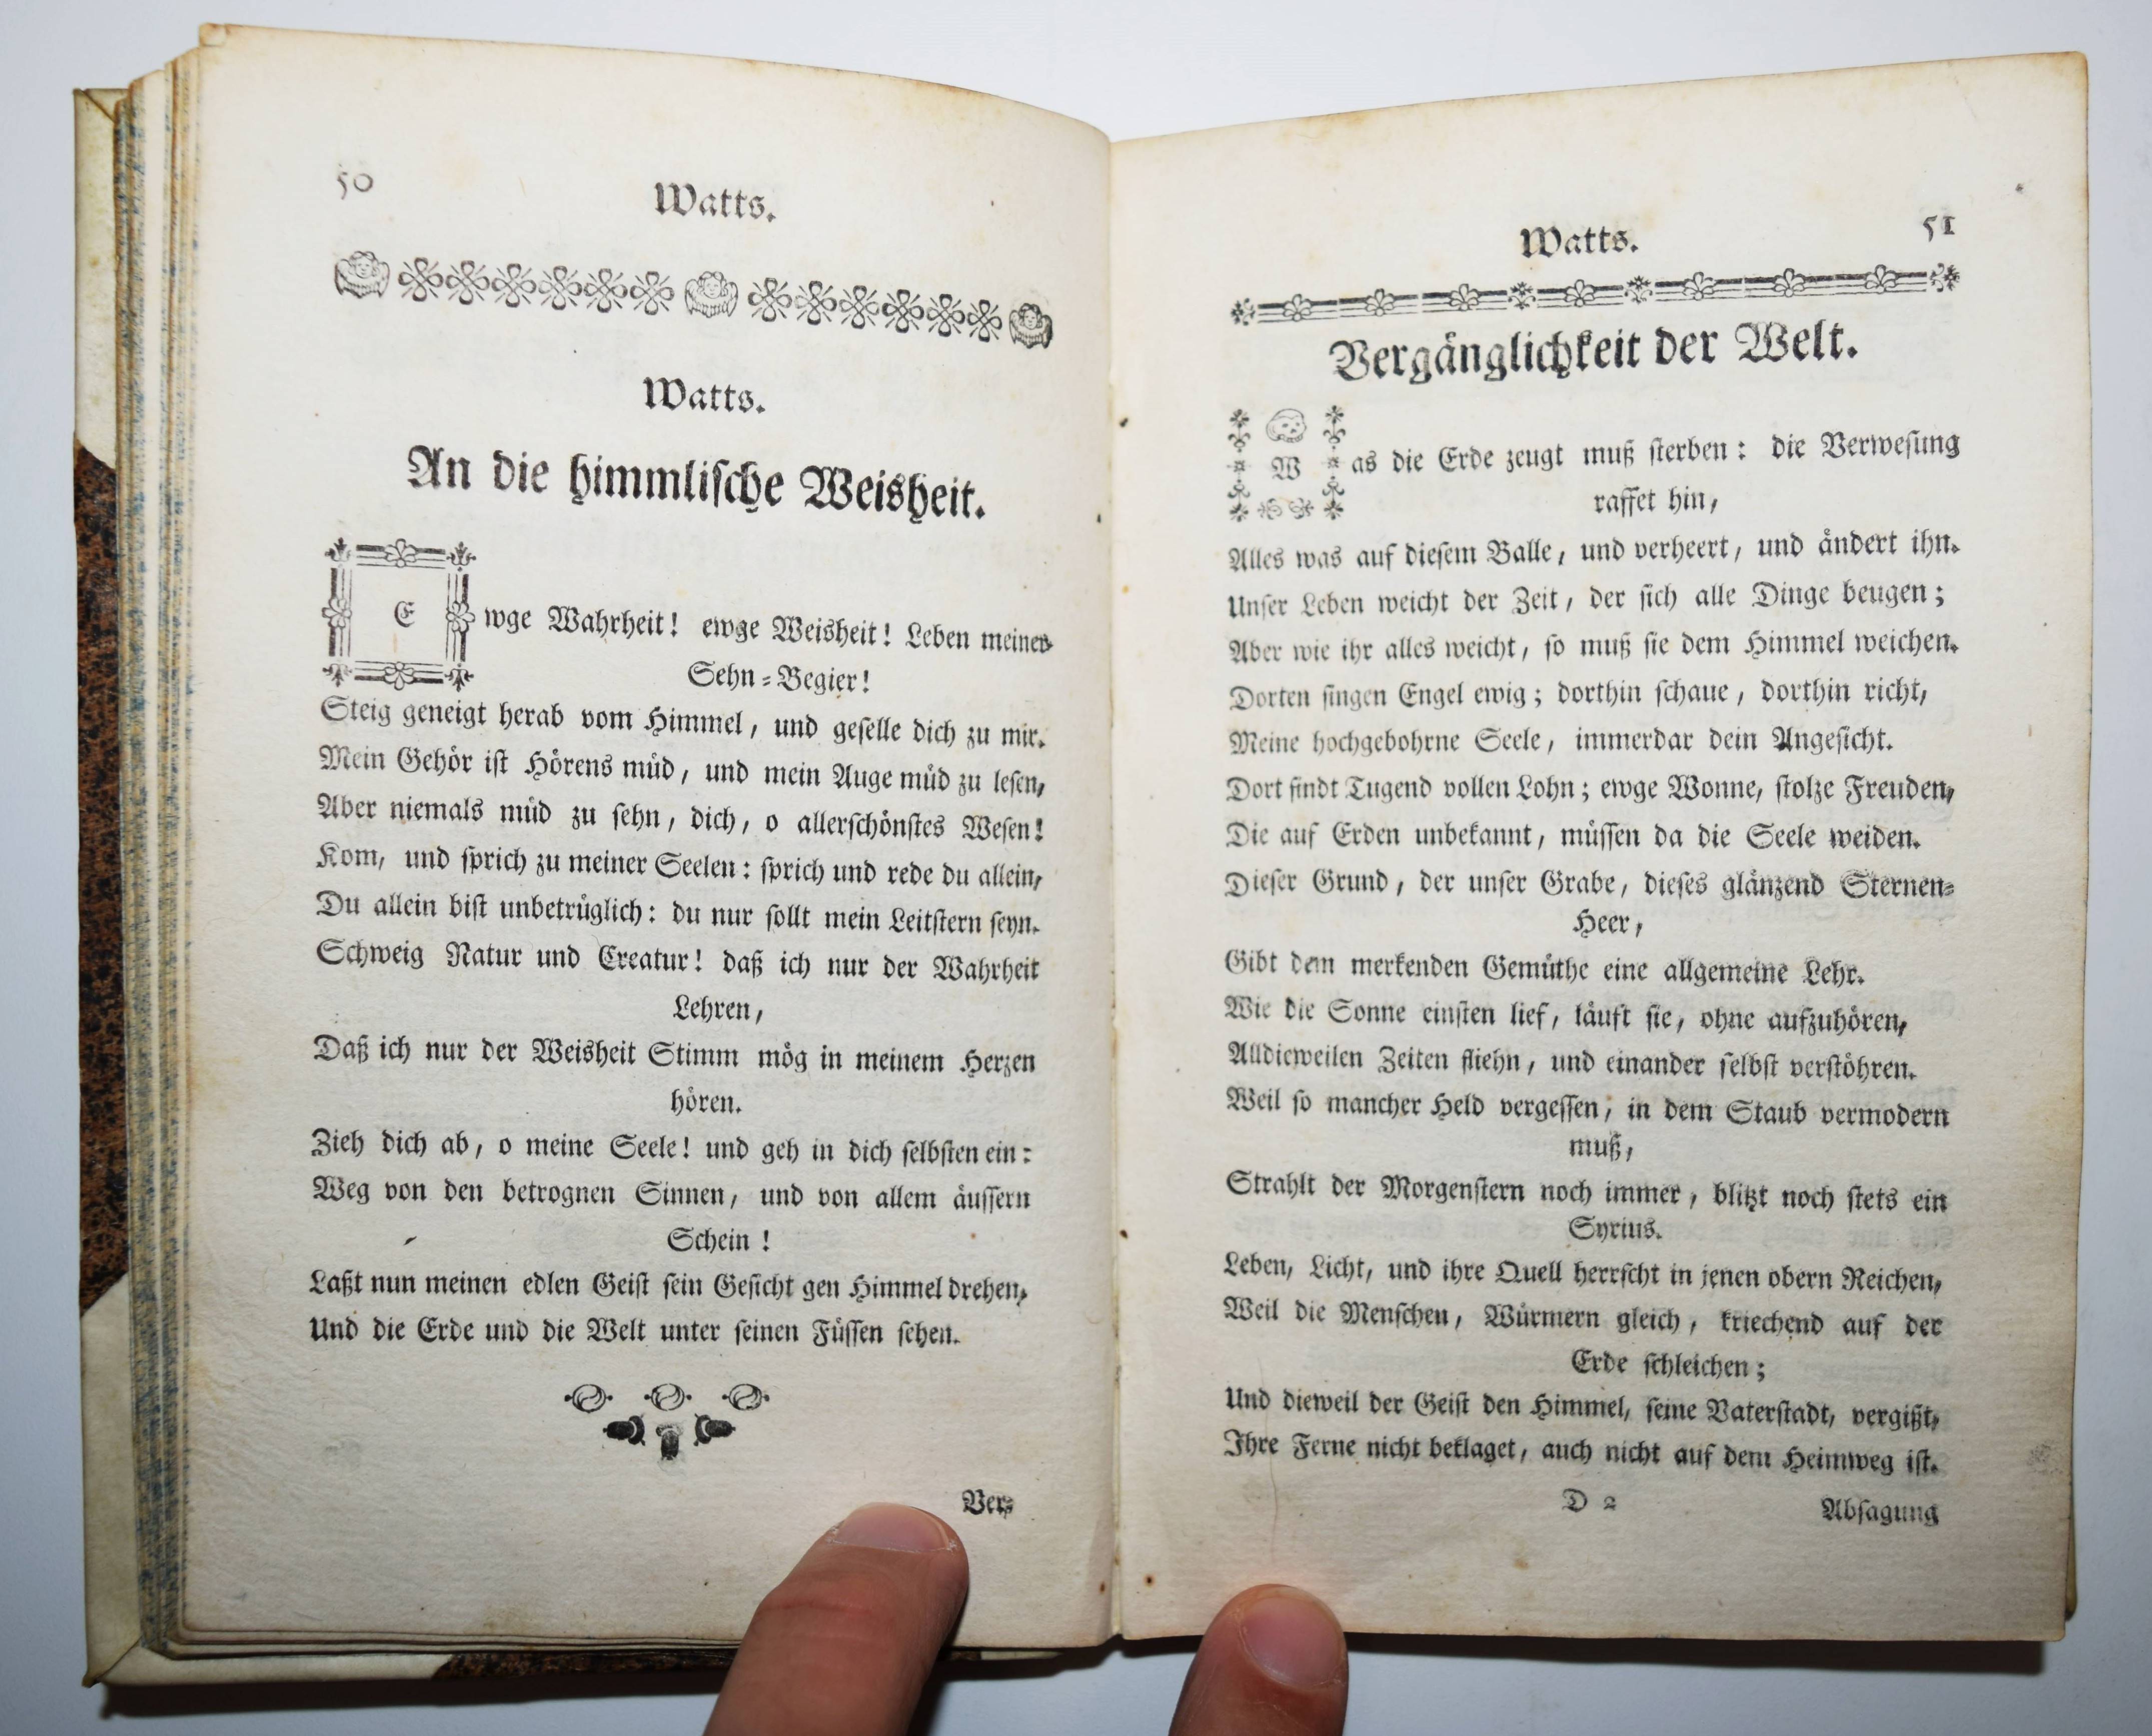 50
Watts.
Watts.
An die himmlische Weisheit.
Ewge Wahrheit! ewge Weisheit! Leben meiner
Sehn-Begier!
Steig geneigt herab vom Himmel, und geselle dich zu mir.
Mein Gehör ist Hörens müd, und mein Auge müd zu lesen,
Aber niemals müd zu sehn, dich, o allerschönstes Wesen!
Kom, und sprich zu meiner Seelen: sprich und rede du allein,
Du allein bist unbetrüglich: du nur sollt mein Leitstern seyn.
Schweig Natur und Creatur! daß ich nur der Wahrheit
Lehren,
Daß ich nur der Weisheit Stimm mög in meinem Herzen
hören.
Zieh dich ab, o meine Seele! und geh in dich selbsten ein:
Weg von den betrognen Sinnen, und von allem äussern
Schein!
Laßt nun meinen edlen Geist sein Gesicht gen Himmel drehen,
Und die Erde und die Welt unter seinen Füssen sehen.
Ver-
Watts.
51
Vergänglichkeit der Welt.
Was die Erde zeugt muß sterben: die Verwesung
raffet hin,
Alles was auf diesem Balle, und verheert, und ändert ihn.
Unser Leben weicht der Zeit, der sich alle Dinge beugen;
Aber wie ihr alles weicht, so muß sie dem Himmel weichen.
Dorten singen Engel ewig; dorthin schaue, dorthin richt,
Meine hochgebohrne Seele, immerdar dein Angesicht.
Dort findt Tugend vollen Lohn; ewge Wonne, stolze Freuden,
Die auf Erden unbekannt, müssen da die Seele weiden.
Dieser Grund, der unser Grabe, dieses glänzend Sternen-
Heer,
Gibt dem merkenden Gemüthe eine allgemeine Lehr.
Wie die Sonne einsten lief, läuft sie, ohne aufzuhören,
Alldieweilen Zeiten fliehn, und einander selbst verstöhren.
Weil so mancher Held vergessen, in dem Staub vermodern
muß,
Strahlt der Morgenstern noch immer, blitzt noch stets ein
Syrius.
Leben, Licht, und ihre Quell herrscht in jenen obern Reichen,
Weil die Menschen, Würmern gleich, kriechend auf der
Erde schleichen;
Und dieweil der Geist den Himmel, seine Vaterstadt, vergißt,
Ihre Ferne nicht beklaget, auch nicht auf dem Heimweg ist.
D 2
Absagung